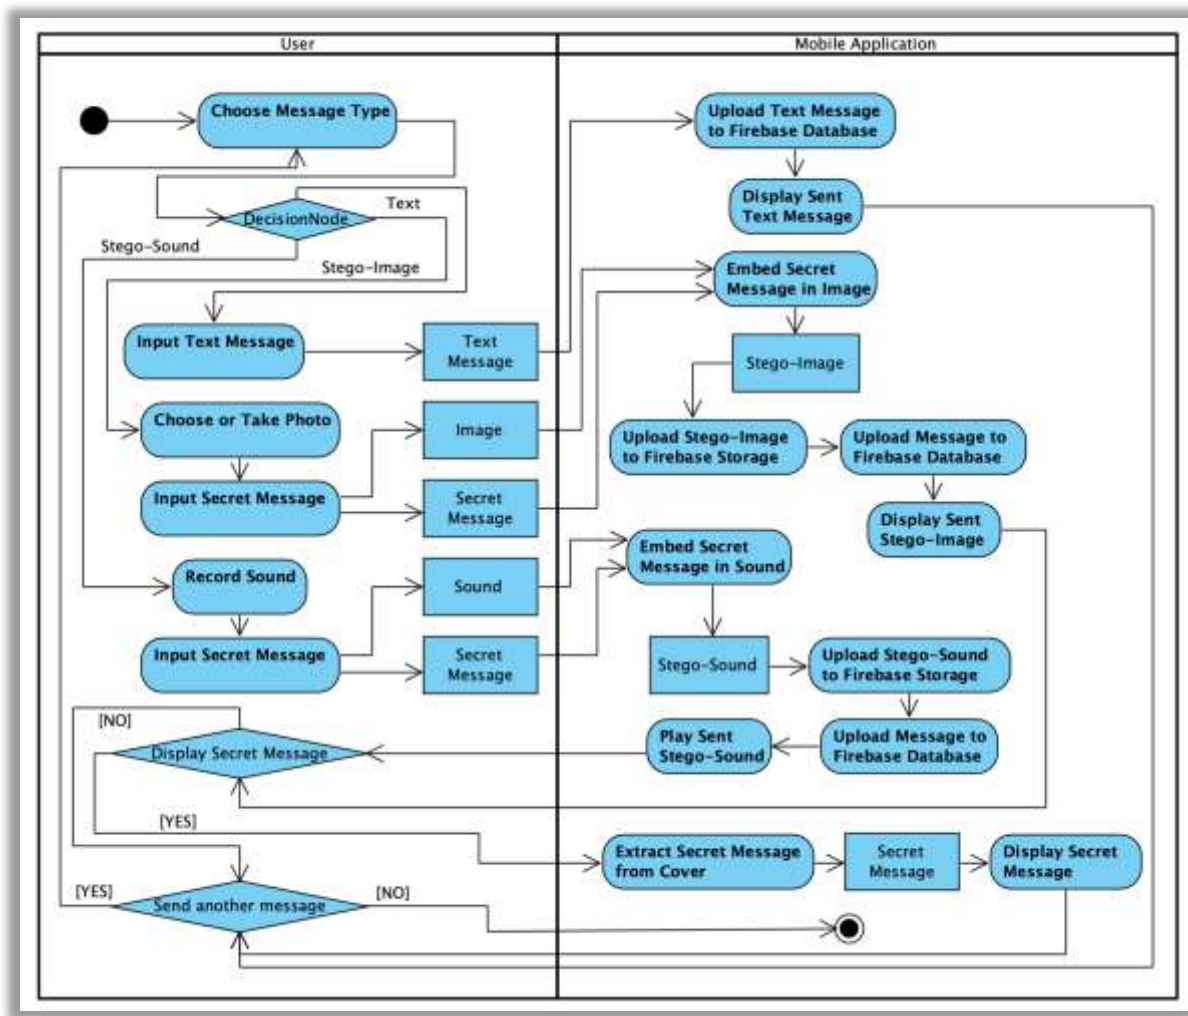 User
Mobile Application
Choose Message Type
Upload Text Message
to Firebase Database
Display Sent
Text Message
DecisionNode
Text
Stego-Sound
Stego-Image
Embed Secret
Message in Image
Input Text Message
Text
Message
Stego-Image
Choose or Take Photo
Image
Upload Stego-Image
to Firebase Storage
Upload Message to
Firebase Database
Input Secret Message
Secret
Message
Display Sent
Stego-Image
Embed Secret
Message in Sound
Record Sound
Sound
Input Secret Message
Secret
Message
Stego-Sound
Upload Stego-Sound
to Firebase Storage
[NO]
Display Secret Message
Play Sent
Stego-Sound
Upload Message to
Firebase Database
[YES]
Extract Secret Message
from Cover
Secret
Message
Display Secret
Message
[YES]
Send another message
[NO]